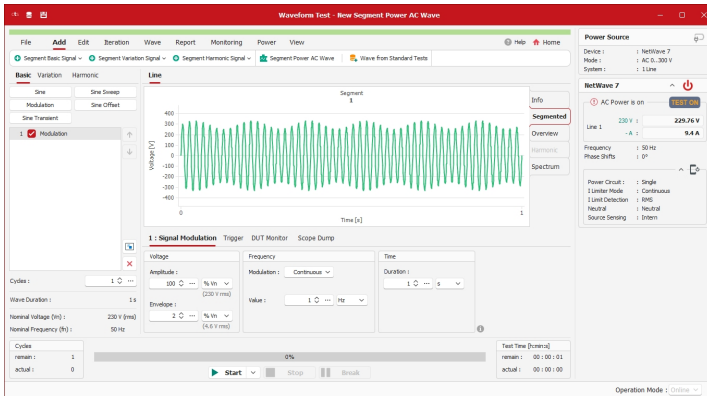 Waveform Test - New Segment Power AC Wave
File Add Edit Iteration Wave Report Monitoring Power View Help Home
Segment Basic Signal Segment Variation Signal Segment Harmonic Signal Segment Power AC Wave Wave from Standard Tests
Basic Variation Harmonic
Sine Sine Sweep
Modulation Sine Offset
Sine Transient
1 Modulation
Cycles : 1 ...
Wave Duration : 1 s
Nominal Voltage (Vn) : 230 V (rms)
Nominal Frequency (fn) : 50 Hz
Line
Segment
1
Voltage [V]
400
300
200
100
0
-100
-200
-300
-400
0 1
Time [s]
Info
Segmented
Overview
Harmonic
Spectrum
1 : Signal Modulation Trigger DUT Monitor Scope Dump
Voltage
Amplitude :
100 ... % Vn
(230 V rms)
Envelope :
2 ... % Vn
(4.6 V rms)
Frequency
Modulation : Continuous
Value : 1 ... Hz
Time
Duration :
1 ... s
Cycles
remain : 1
actual : 0
0%
Start Stop Break
Test Time [h:min:s]
remain : 00 : 00 : 01
actual : 00 : 00 : 00
Power Source
Device : : NetWave 7
Mode : : AC 0...300 V
System : : 1 Line
NetWave 7
AC Power is on TEST ON
Line 1
230 V : 229.76 V
- A : 9.4 A
Frequency : 50 Hz
Phase Shifts : 0°
Power Circuit : : Single
I Limiter Mode : Continuous
I Limit Detection : RMS
Neutral : Neutral
Source Sensing : Intern
Operation Mode : Online